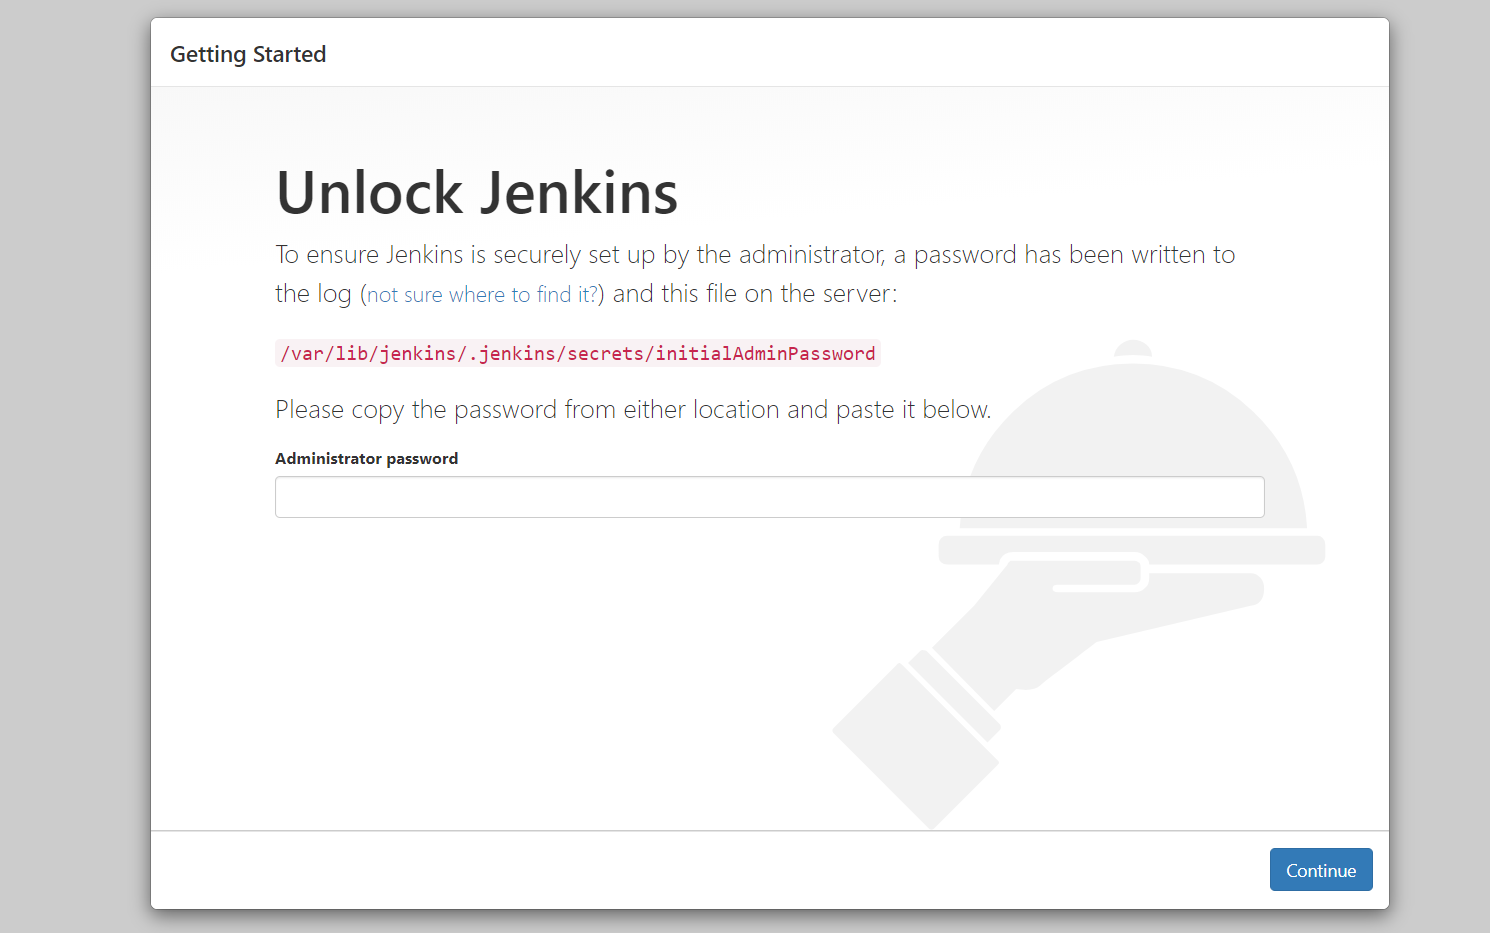 Getting Started
Unlock Jenkins
To ensure Jenkins is securely set up by the administrator, a password has been written to
the log (not sure where to find it?) and this file on the server:
/var/lib/jenkins/.jenkins/secrets/initialAdminPassword
Please copy the password from either location and paste it below.
Administrator password
Continue